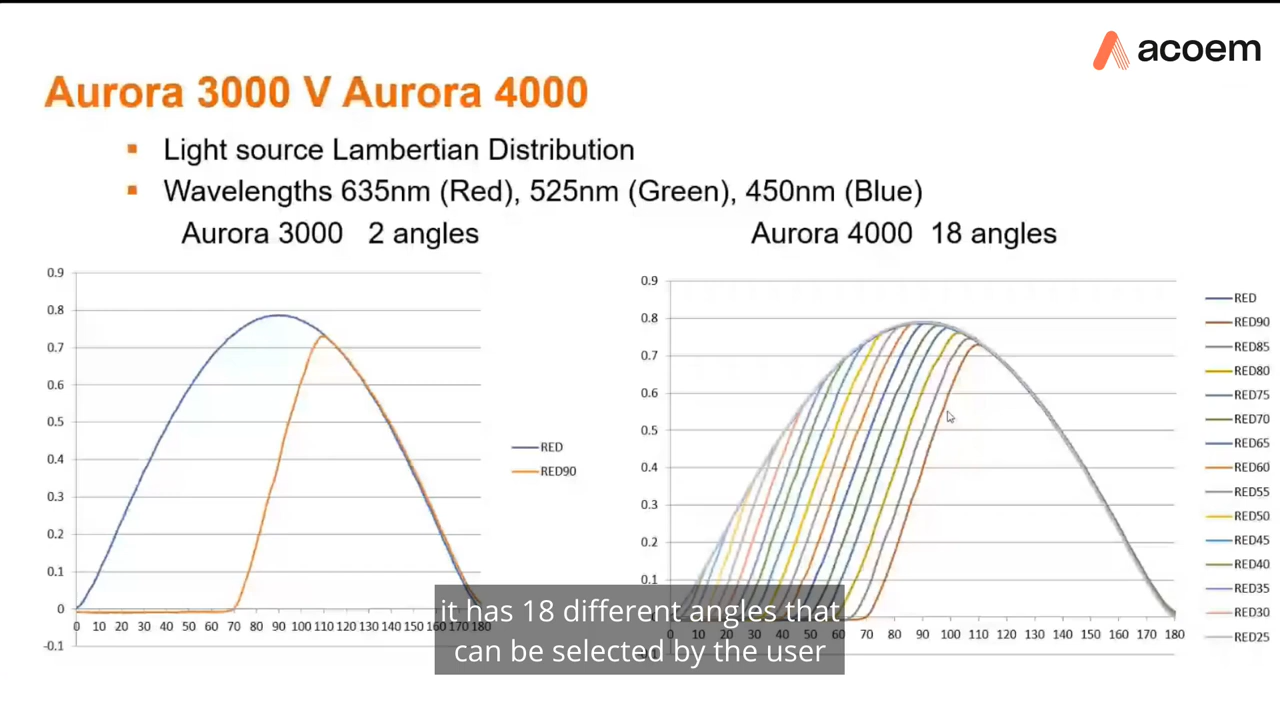 acoem
Aurora 3000 V Aurora 4000
Light source Lambertian Distribution
Wavelengths 635nm (Red), 525nm (Green), 450nm (Blue)
Aurora 3000 2 angles
0.9
0.8
0.7
0.6
0.5
0.4
0.3
0.2
0.1
0
-0.1
0 10 20 30 40 50 60 70 80 90 100 110 120 130 140 150 160 170 180
RED
RED90
Aurora 4000 18 angles
0.9
0.8
0.7
0.6
0.5
0.4
0.3
0.2
0.1
0 10 20 30 40 50 60 70 80 90 100 110 120 130 140 150 160 170 180
RED
RED90
RED85
RED80
RED75
RED70
RED65
RED60
RED55
RED50
RED45
RED40
RED35
RED30
RED25
it has 18 different angles that
can be selected by the user